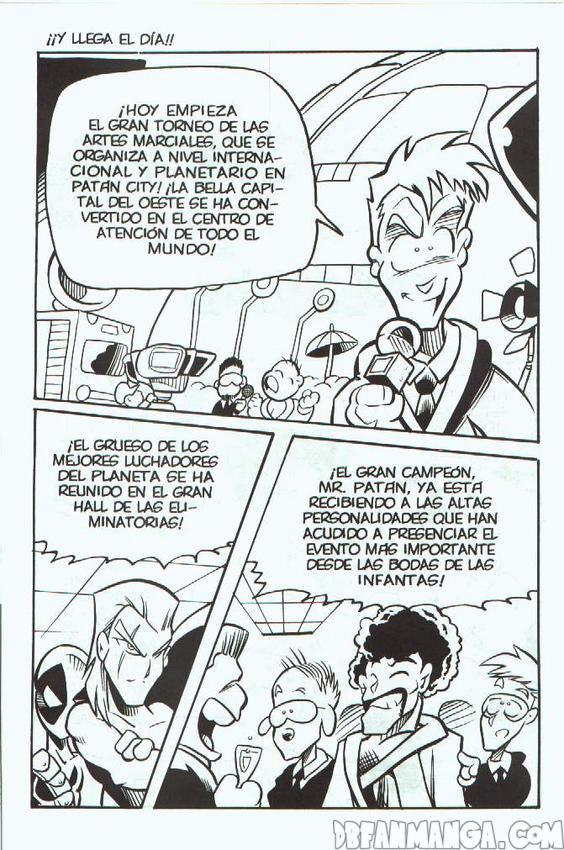 ¡¡Y LLEGA EL DÍA!!
¡HOY EMPIEZA
EL GRAN TORNEO DE LAS
ARTES MARCIALES, QUE SE
ORGANIZA A NIVEL INTERNA-
CIONAL Y PLANETARIO EN
PATÁN CITY! ¡LA BELLA CAPI-
TAL DEL OESTE SE HA CON-
VERTIDO EN EL CENTRO DE
ATENCIÓN DE TODO EL
MUNDO!
¡EL GRUESO DE LOS
MEJORES LUCHADORES
DEL PLANETA SE HA
REUNIDO EN EL GRAN
HALL DE LAS ELI-
MINATORIAS!
¡EL GRAN CAMPEÓN,
MR. PATÁN, YA ESTÁ
RECIBIENDO A LAS ALTAS
PERSONALIDADES QUE HAN
ACUDIDO A PRESENCIAR EL
EVENTO MÁS IMPORTANTE
DESDE LAS BODAS DE LAS
INFANTAS!
DBFANMANGA.COM